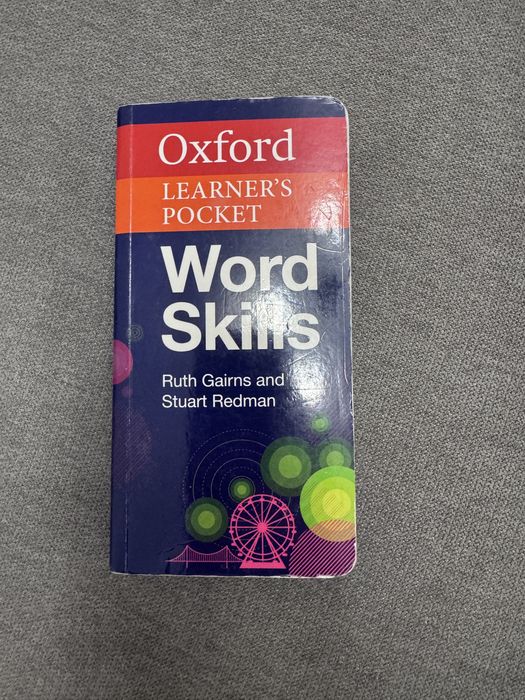 Oxford
LEARNER'S
POCKET
Word
Skills
Ruth Gairns and
Stuart Redman